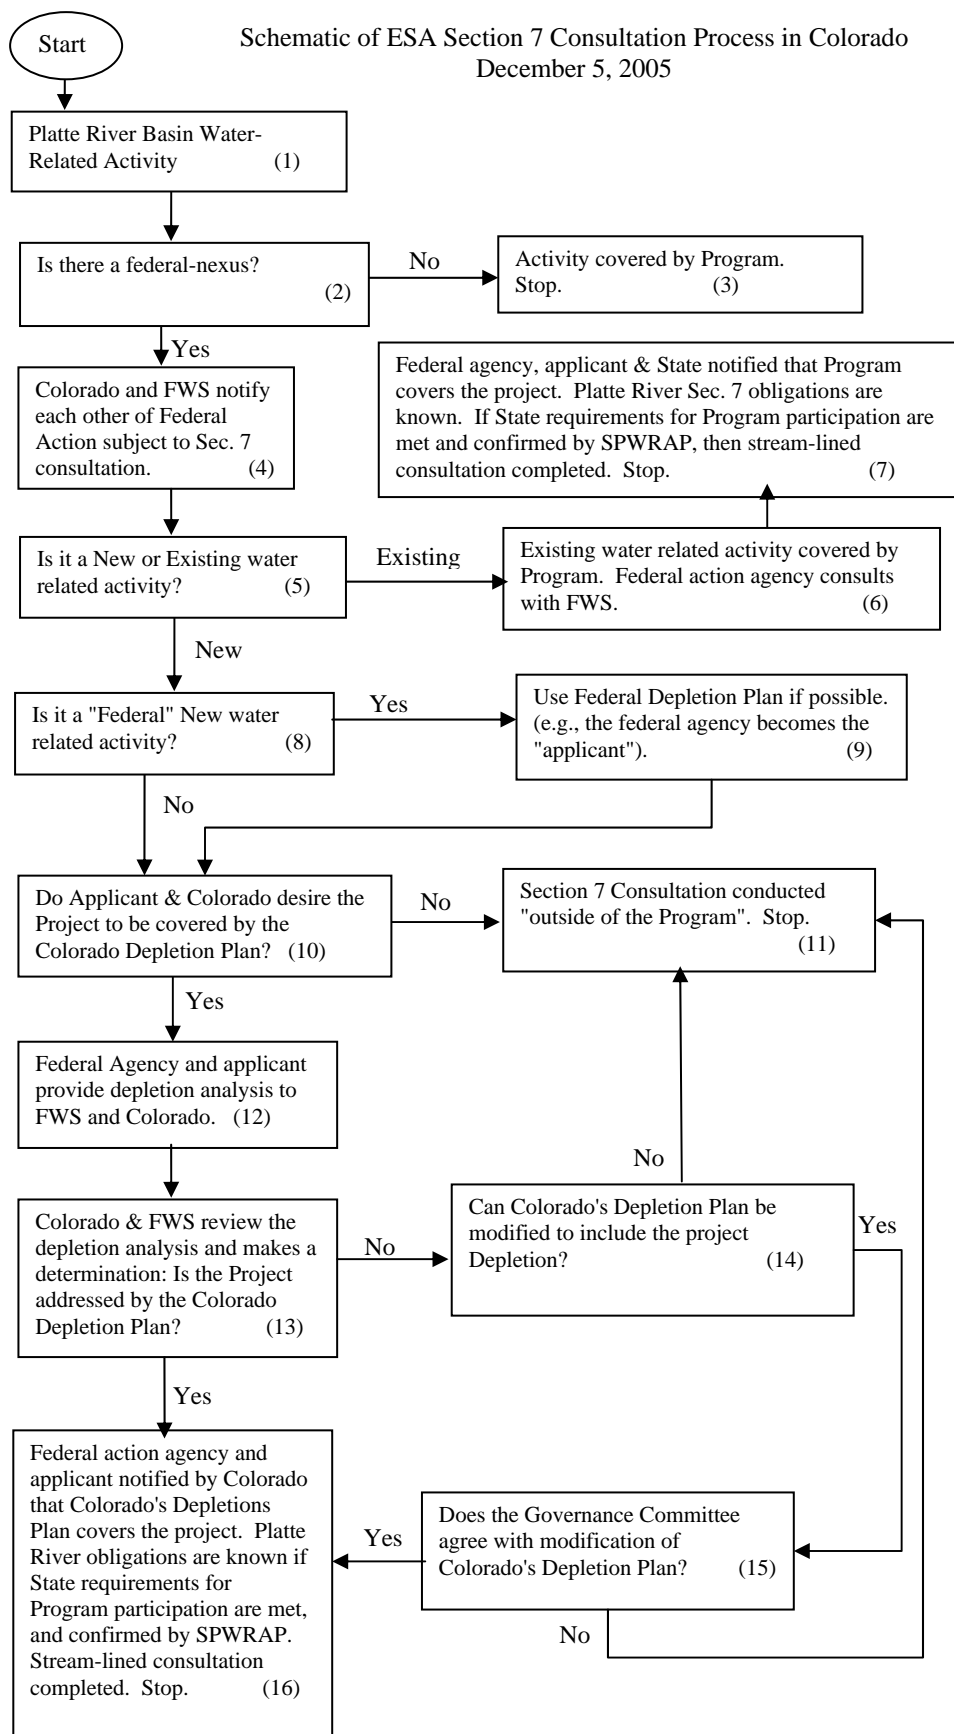 Start
Schematic of ESA Section 7 Consultation Process in Colorado
December 5, 2005
Platte River Basin Water-
Related Activity (1)
Is there a federal-nexus?
(2)
No
Activity covered by Program.
Stop. (3)
Yes
Colorado and FWS notify
each other of Federal
Action subject to Sec. 7
consultation. (4)
Federal agency, applicant & State notified that Program
covers the project. Platte River Sec. 7 obligations are
known. If State requirements for Program participation are
met and confirmed by SPWRAP, then stream-lined
consultation completed. Stop. (7)
Is it a New or Existing water
related activity? (5)
Existing
Existing water related activity covered by
Program. Federal action agency consults
with FWS. (6)
New
Is it a "Federal" New water
related activity? (8)
Yes
Use Federal Depletion Plan if possible.
(e.g., the federal agency becomes the
"applicant"). (9)
No
Do Applicant & Colorado desire the
Project to be covered by the
Colorado Depletion Plan? (10)
No
Section 7 Consultation conducted
"outside of the Program". Stop.
(11)
Yes
Federal Agency and applicant
provide depletion analysis to
FWS and Colorado. (12)
No
Colorado & FWS review the
depletion analysis and makes a
determination: Is the Project
addressed by the Colorado
Depletion Plan? (13)
No
Can Colorado's Depletion Plan be
modified to include the project
Depletion? (14)
Yes
Yes
Federal action agency and
applicant notified by Colorado
that Colorado's Depletions
Plan covers the project. Platte
River obligations are known if
State requirements for
Program participation are met,
and confirmed by SPWRAP.
Stream-lined consultation
completed. Stop. (16)
Yes
Does the Governance Committee
agree with modification of
Colorado's Depletion Plan? (15)
No